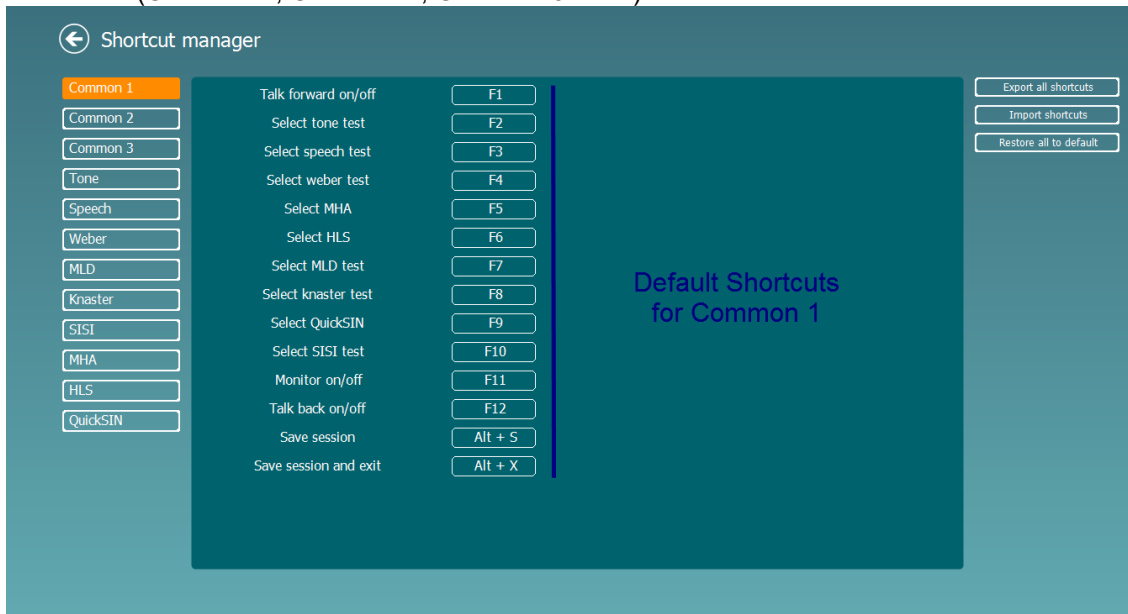 Shortcut manager
Common 1
Common 2
Common 3
Tone
Speech
Weber
MLD
Knaster
SISI
MHA
HLS
QuickSIN
Talk forward on/off F1
Select tone test F2
Select speech test F3
Select weber test F4
Select MHA F5
Select HLS F6
Select MLD test F7
Select knaster test F8
Select QuickSIN F9
Select SISI test F10
Monitor on/off F11
Talk back on/off F12
Save session Alt + S
Save session and exit Alt + X
Default Shortcuts
for Common 1
Export all shortcuts
Import shortcuts
Restore all to default